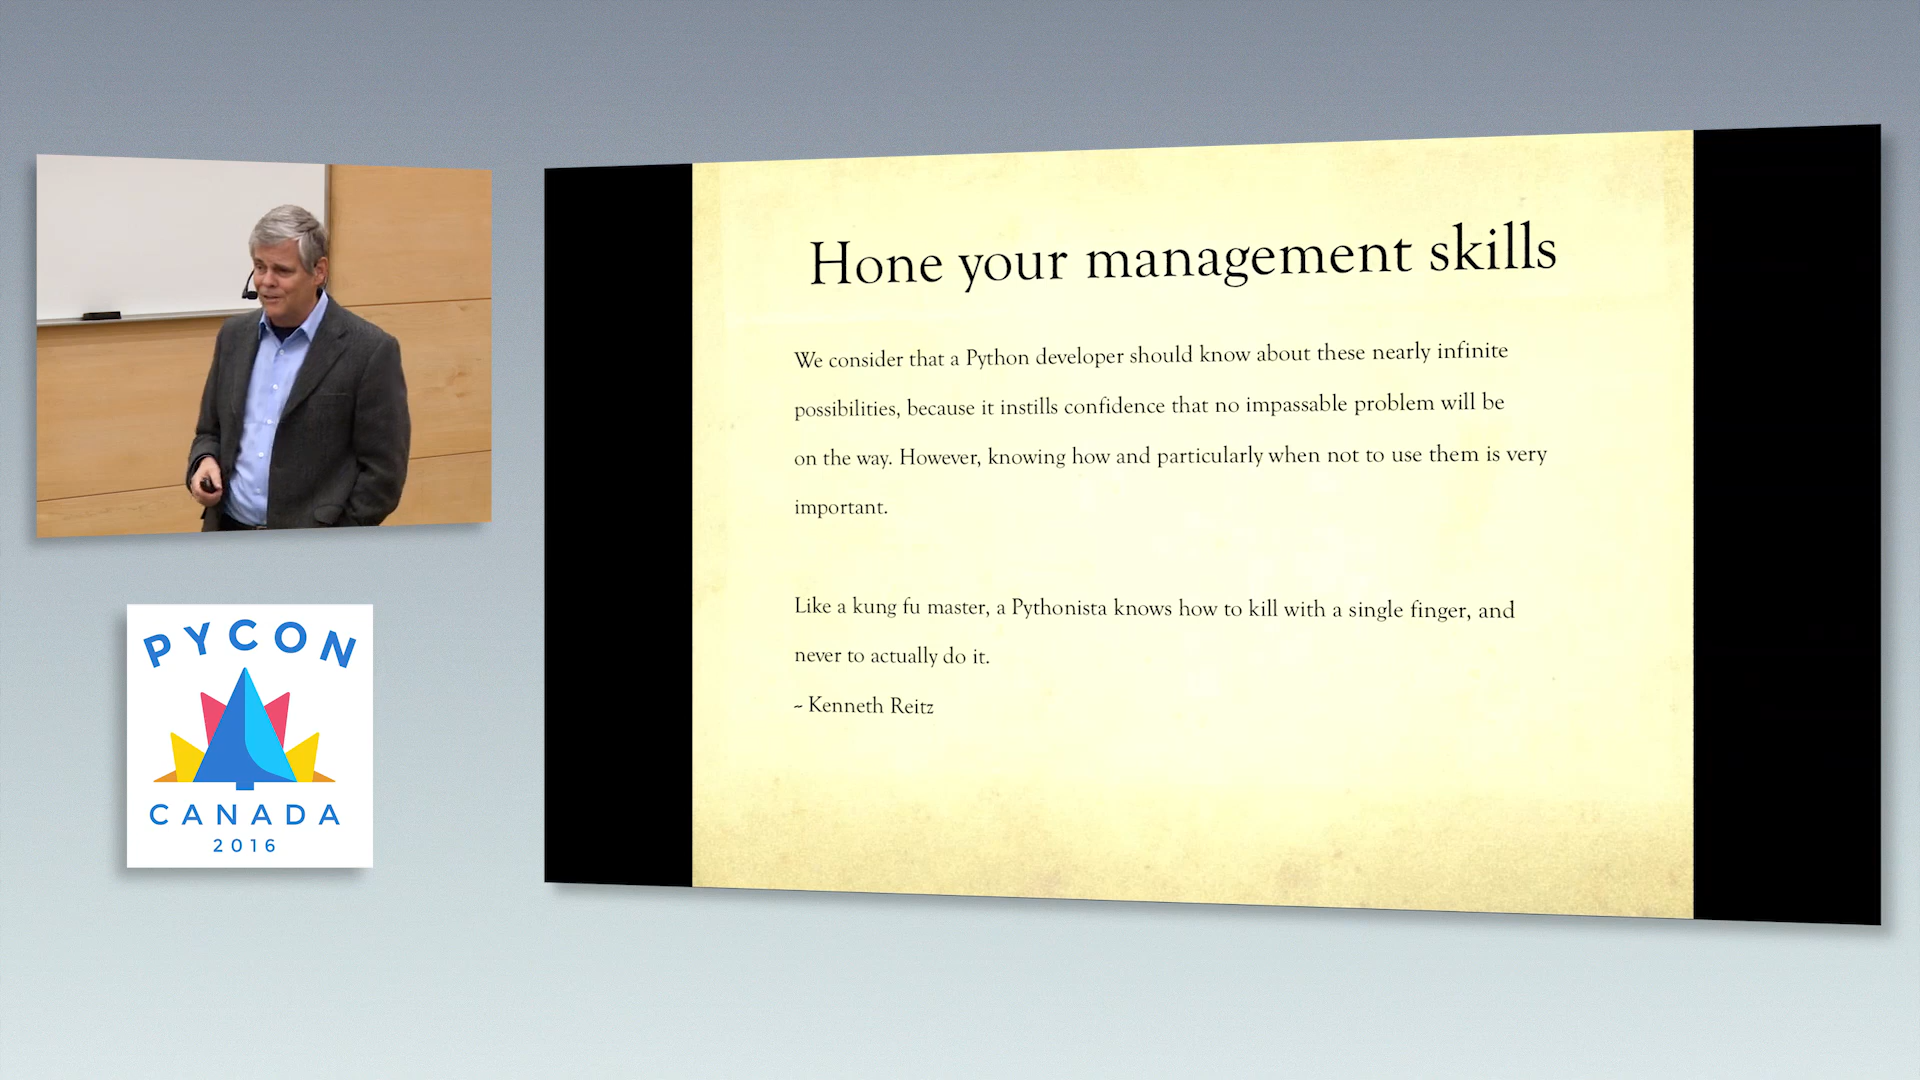 Hone your management skills
We consider that a Python developer should know about these nearly infinite
possibilities, because it instills confidence that no impassable problem will be
on the way. However, knowing how and particularly when not to use them is very
important.
Like a kung fu master, a Pythonista knows how to kill with a single finger, and
never to actually do it.
~ Kenneth Reitz
PYCON
CANADA
2016